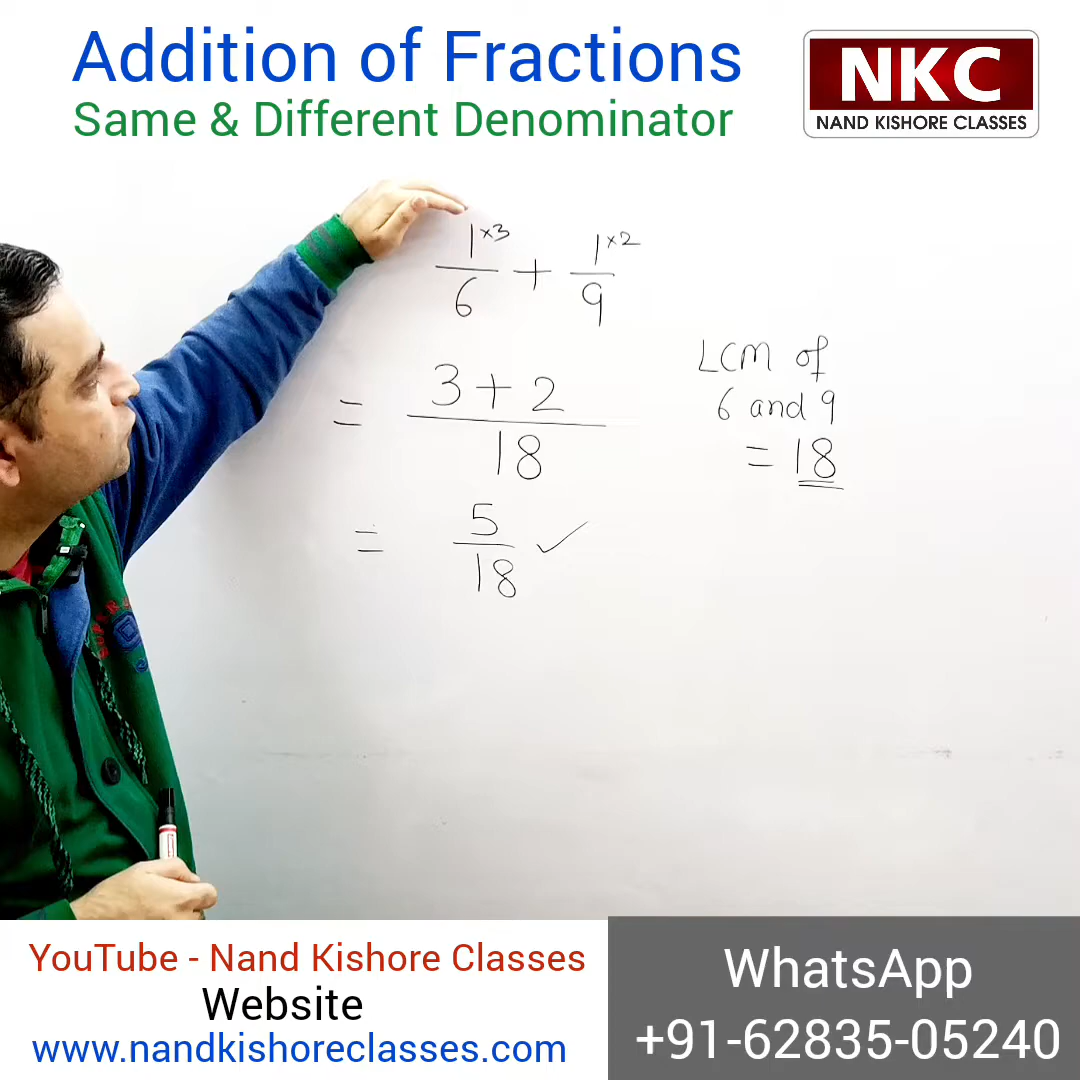 Addition of Fractions
Same & Different Denominator
NKC
NAND KISHORE CLASSES
1×3 1×2
6 + 9
LCM of
6 and 9
= 18
= 3 + 2
18
= 5 ✓
18
YouTube - Nand Kishore Classes
Website
www.nandkishoreclasses.com
WhatsApp
+91-62835-05240